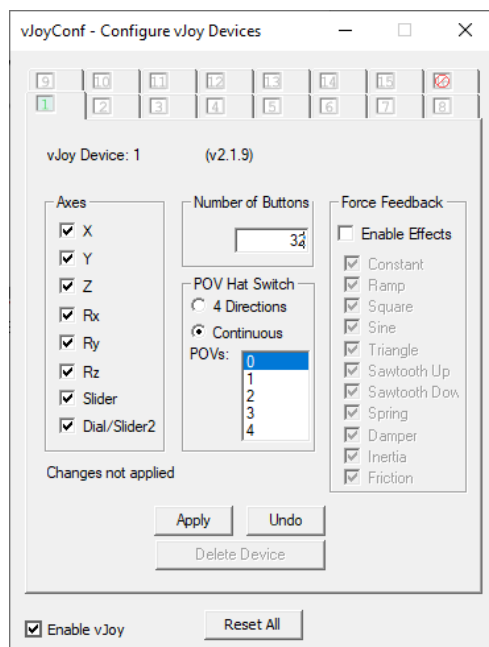 vJoyConf - Configure vJoy Devices
9 10 11 12 13 14 15
1 2 3 4 5 6 7 8
vJoy Device: 1 (v2.1.9)
Axes
X
Y
Z
Rx
Ry
Rz
Slider
Dial/Slider2
Number of Buttons
32
POV Hat Switch
4 Directions
Continuous
POVs:
0
1
2
3
4
Force Feedback
Enable Effects
Constant
Ramp
Square
Sine
Triangle
Sawtooth Up
Sawtooth Dow
Spring
Damper
Inertia
Friction
Changes not applied
Apply Undo
Delete Device
Enable vJoy Reset All